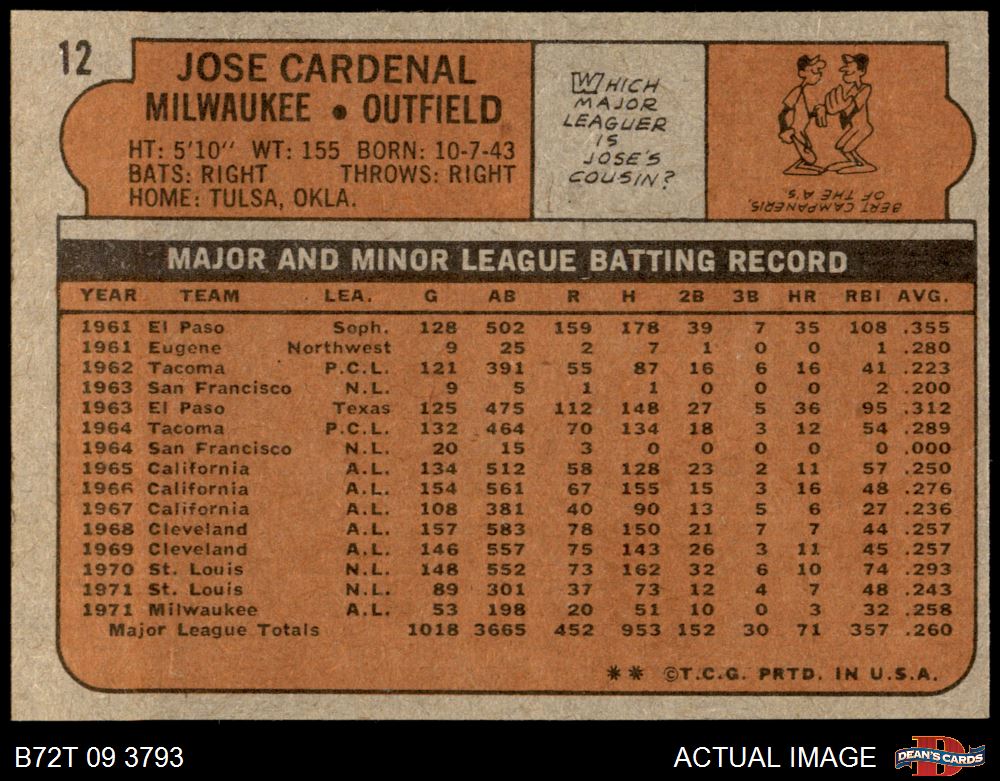 12
JOSE CARDENAL
MILWAUKEE • OUTFIELD
HT: 5'10" WT: 155 BORN: 10-7-43
BATS: RIGHT THROWS: RIGHT
HOME: TULSA, OKLA.
WHICH
MAJOR
LEAGUER
IS
JOSE'S
COUSIN?
BERT CAMPANERIS
OF THE A'S.
MAJOR AND MINOR LEAGUE BATTING RECORD
YEAR TEAM LEA. G AB R H 2B 3B HR RBI AVG.
1961 El Paso Soph. 128 502 159 178 39 7 35 108 .355
1961 Eugene Northwest 9 25 2 7 1 0 0 1 .280
1962 Tacoma P.C.L. 121 391 55 87 16 6 16 41 .223
1963 San Francisco N.L. 9 5 1 1 0 0 0 2 .200
1963 El Paso Texas 125 475 112 148 27 5 36 95 .312
1964 Tacoma P.C.L. 132 464 70 134 18 3 12 54 .289
1964 San Francisco N.L. 20 15 3 0 0 0 0 0 .000
1965 California A.L. 134 512 58 128 23 2 11 57 .250
1966 California A.L. 154 561 67 155 15 3 16 48 .276
1967 California A.L. 108 381 40 90 13 5 6 27 .236
1968 Cleveland A.L. 157 583 78 150 21 7 7 44 .257
1969 Cleveland A.L. 146 557 75 143 26 3 11 45 .257
1970 St. Louis N.L. 148 552 73 162 32 6 10 74 .293
1971 St. Louis N.L. 89 301 37 73 12 4 7 48 .243
1971 Milwaukee A.L. 53 198 20 51 10 0 3 32 .258
Major League Totals 1018 3665 452 953 152 30 71 357 .260
** ©T.C.G. PRTD. IN U.S.A.
B72T 09 3793 ACTUAL IMAGE
D
DEAN'S CARDS